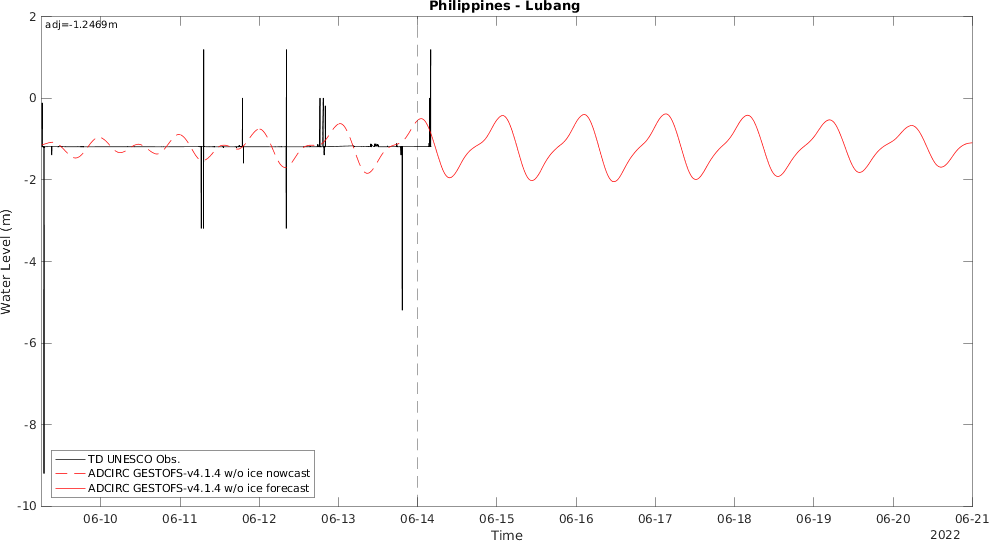 Philippines - Lubang
adj=-1.2469m
2
0
-2
-4
-6
-8
-10
Water Level (m)
TD UNESCO Obs.
ADCIRC GESTOFS-v4.1.4 w/o ice nowcast
ADCIRC GESTOFS-v4.1.4 w/o ice forecast
06-10 06-11 06-12 06-13 06-14 06-15 06-16 06-17 06-18 06-19 06-20 06-21
Time
2022